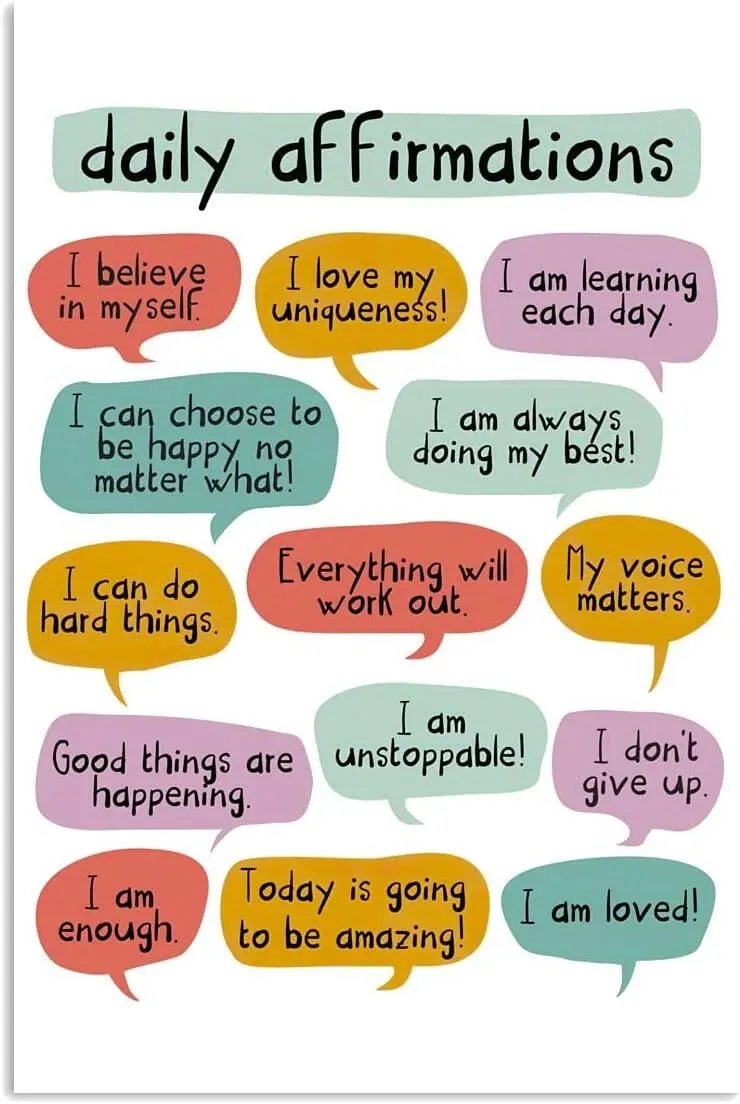 daily affirmations
I believe
in myself.
I love my
uniqueness!
I am learning
each day.
I can choose to
be happy no
matter what!
I am always
doing my best!
I can do
hard things.
Everything will
work out.
My voice
matters.
Good things are
happening.
I am
unstoppable!
I don't
give up.
I am
enough.
Today is going
to be amazing!
I am loved!